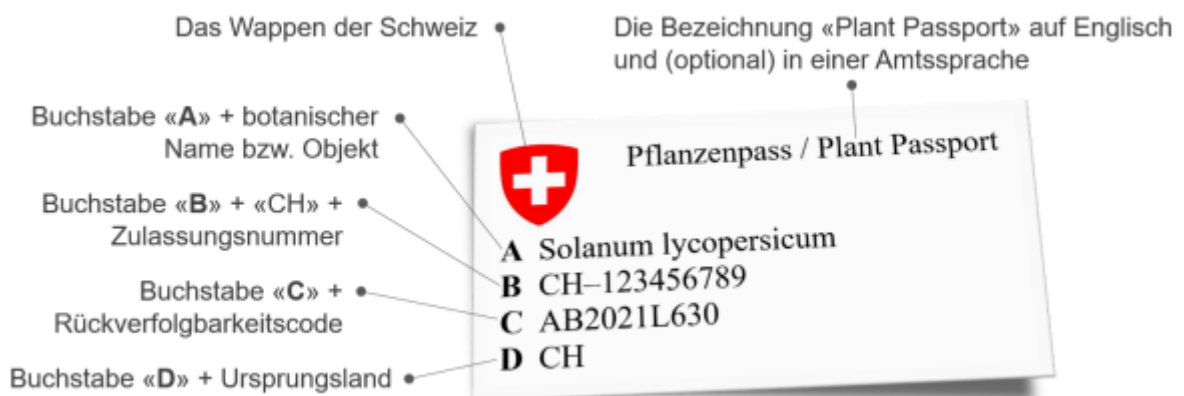 Das Wappen der Schweiz
Die Bezeichnung «Plant Passport» auf Englisch
und (optional) in einer Amtssprache
Buchstabe «A» + botanischer
Name bzw. Objekt
Buchstabe «B» + «CH» +
Zulassungsnummer
Buchstabe «C» +
Rückverfolgbarkeitscode
Buchstabe «D» + Ursprungsland
Pflanzenpass / Plant Passport
A Solanum lycopersicum
B CH–123456789
C AB2021L630
D CH